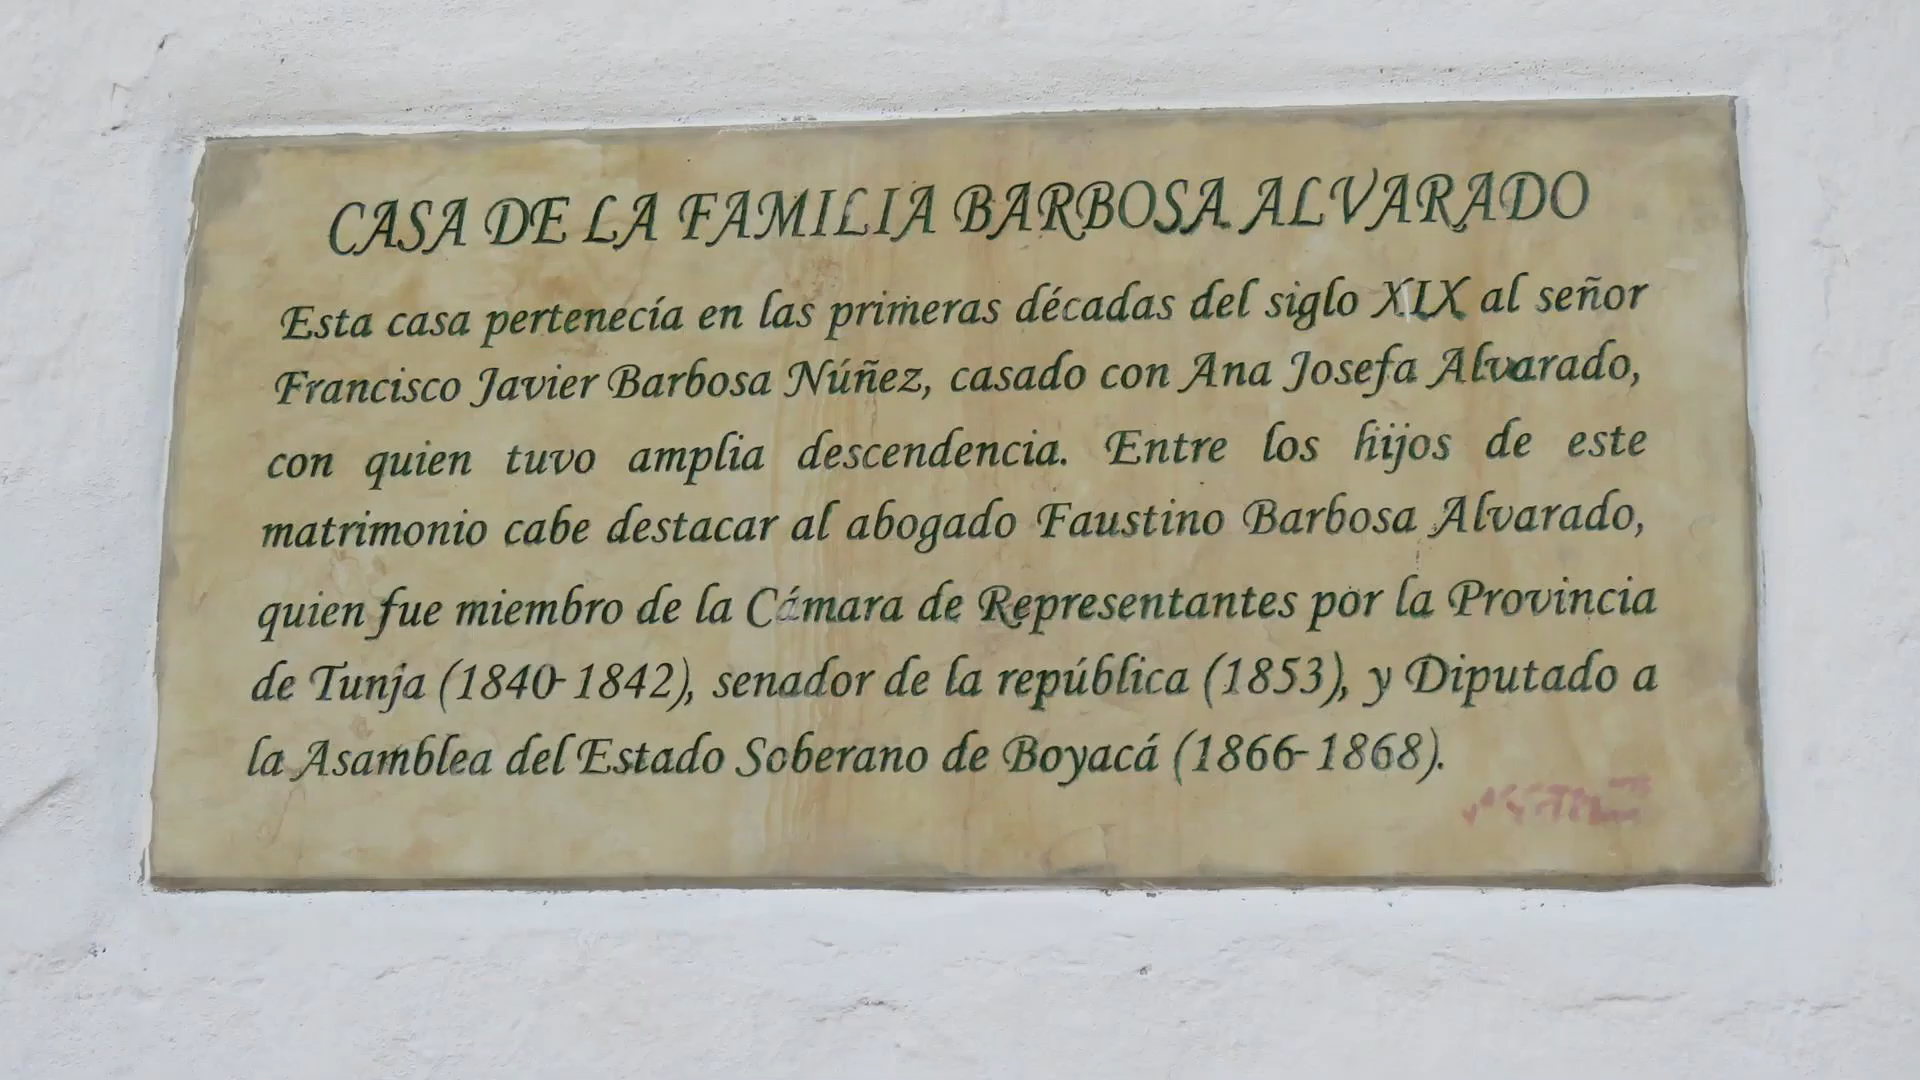 CASA DE LA FAMILIA BARBOSA ALVARADO
Esta casa pertenecía en las primeras décadas del siglo XIX al señor
Francisco Javier Barbosa Núñez, casado con Ana Josefa Alvarado,
con quien tuvo amplia descendencia. Entre los hijos de este
matrimonio cabe destacar al abogado Faustino Barbosa Alvarado,
quien fue miembro de la Cámara de Representantes por la Provincia
de Tunja (1840-1842), senador de la república (1853), y Diputado a
la Asamblea del Estado Soberano de Boyacá (1866-1868).